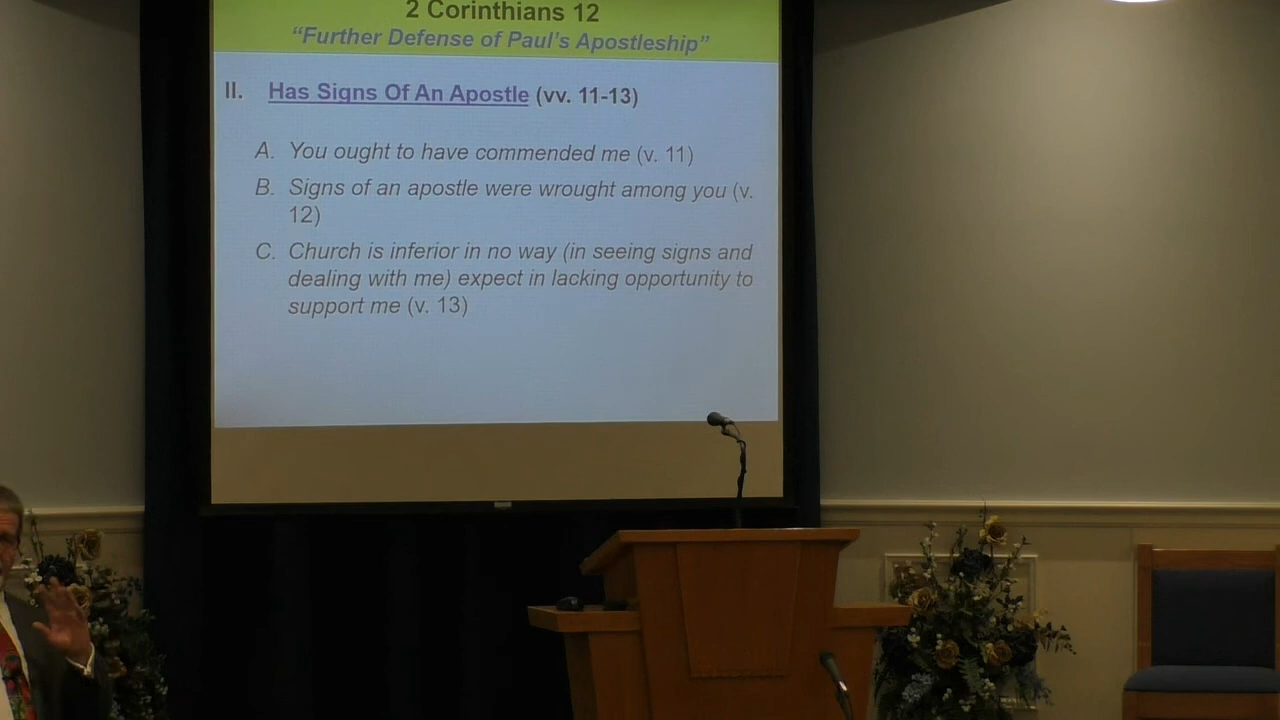 2 Corinthians 12
“Further Defense of Paul’s Apostleship”
II. Has Signs Of An Apostle (vv. 11-13)
A. You ought to have commended me (v. 11)
B. Signs of an apostle were wrought among you (v.
12)
C. Church is inferior in no way (in seeing signs and
dealing with me) expect in lacking opportunity to
support me (v. 13)